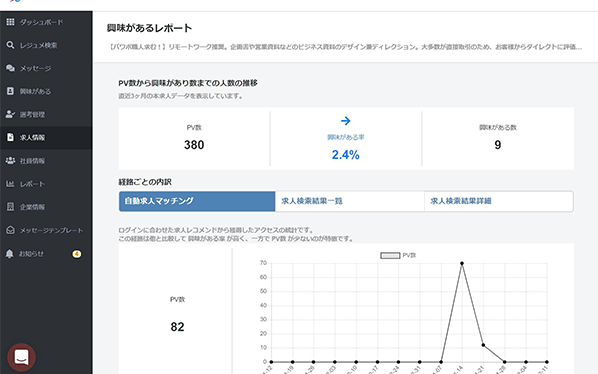 ダッシュボード
レジュメ検索
メッセージ
興味がある
選考管理
求人情報
社員情報
レポート
企業情報
メッセージテンプレート
お知らせ
4
興味があるレポート
【パワポ職人求む！】リモートワーク推奨。企画書や営業資料などのビジネス資料のデザイン兼ディレクション。大多数が直接取引のため、お客様からダイレクトに評価...
PV数から興味があり数までの人数の推移
直近3ヶ月の本求人データを表示しています。
PV数
380
興味がある率
2.4%
興味がある数
9
経路ごとの内訳
自動求人マッチング
求人検索結果一覧
求人検索結果詳細
ログインに合わせた求人レコメンドから獲得したアクセスの統計です。
この経路は他と比較して 興味がある率 が高く、一方で PV数 が少ないのが特徴です。
PV数
82
PV数
70
60
50
40
30
20
10
0